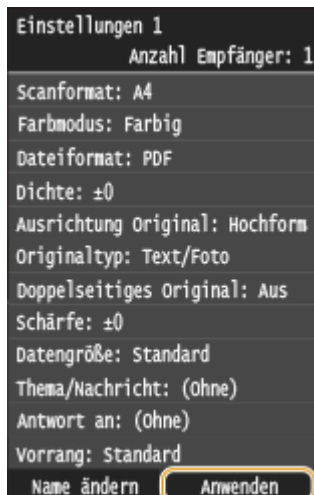 Einstellungen 1
Anzahl Empfänger: 1
Scanformat: A4
Farbmodus: Farbig
Dateiformat: PDF
Dichte: ±0
Ausrichtung Original: Hochform
Originaltyp: Text/Foto
Doppelseitiges Original: Aus
Schärfe: ±0
Datengröße: Standard
Thema/Nachricht: (Ohne)
Antwort an: (Ohne)
Vorrang: Standard
Name ändern Anwenden